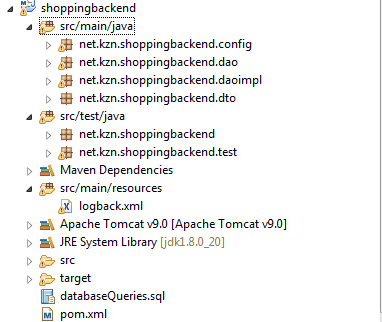 shoppingbackend
src/main/java
net.kzn.shoppingbackend.config
net.kzn.shoppingbackend.dao
net.kzn.shoppingbackend.daoimpl
net.kzn.shoppingbackend.dto
src/test/java
net.kzn.shoppingbackend
net.kzn.shoppingbackend.test
Maven Dependencies
src/main/resources
logback.xml
Apache Tomcat v9.0 [Apache Tomcat v9.0]
JRE System Library [jdk1.8.0_20]
src
target
databaseQueries.sql
pom.xml